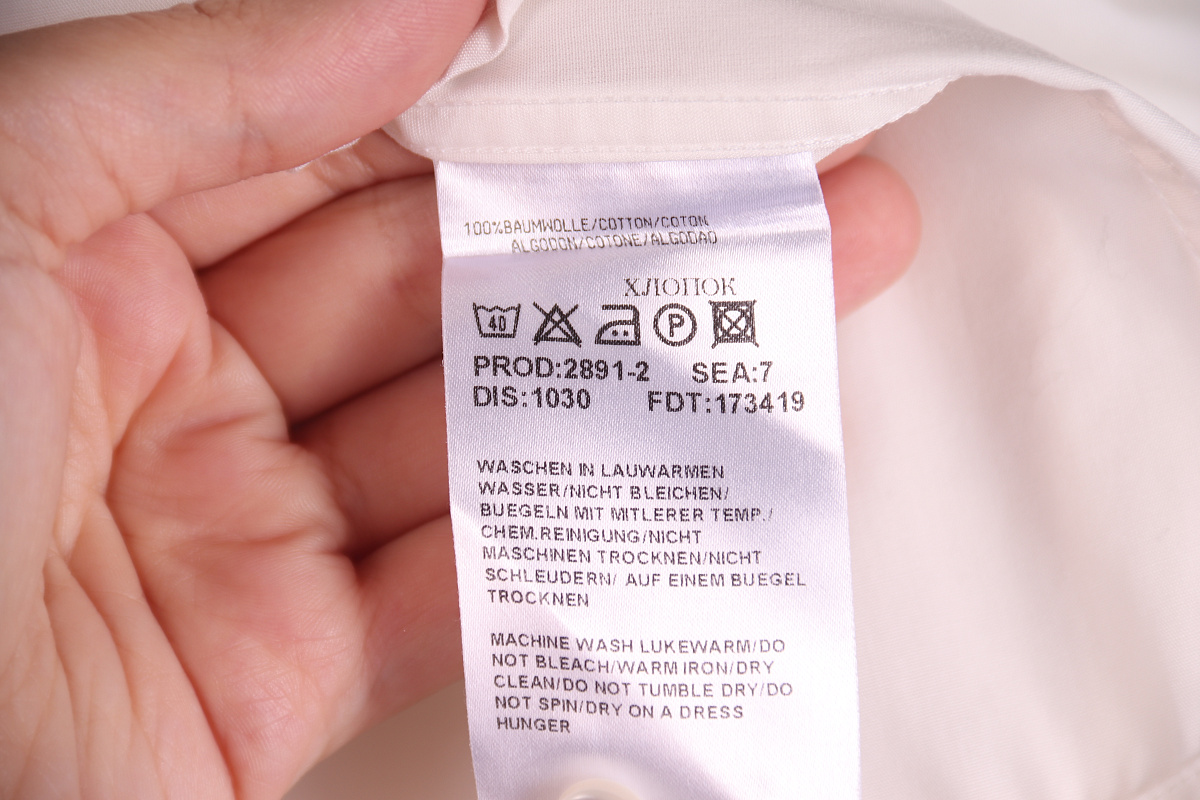 100%BAUMWOLLE/COTTON/COTON
ALGODON/COTONE/ALGODAO
ХЛОПОК
40 P
PROD:2891-2 SEA:7
DIS:1030 FDT:173419
WASCHEN IN LAUWARMEN
WASSER/NICHT BLEICHEN/
BUEGELN MIT MITLERER TEMP./
CHEM.REINIGUNG/NICHT
MASCHINEN TROCKNEN/NICHT
SCHLEUDERN/ AUF EINEM BUEGEL
TROCKNEN
MACHINE WASH LUKEWARM/DO
NOT BLEACH/WARM IRON/DRY
CLEAN/DO NOT TUMBLE DRY/DO
NOT SPIN/DRY ON A DRESS
HUNGER